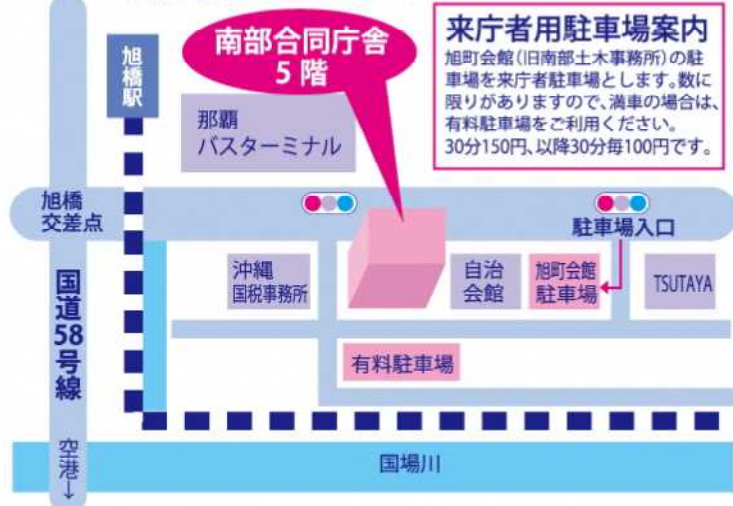 旭橋駅
南部合同庁舎
5階
那覇
バスターミナル
来庁者用駐車場案内
旭町会館(旧南部土木事務所)の駐
車場を来庁者駐車場とします。数に
限りがありますので、満車の場合は、
有料駐車場をご利用ください。
30分150円、以降30分毎100円です。
旭橋
交差点
駐車場入口
国道58号線
沖縄
国税事務所
自治
会館
旭町会館
駐車場
TSUTAYA
有料駐車場
空港→
国場川